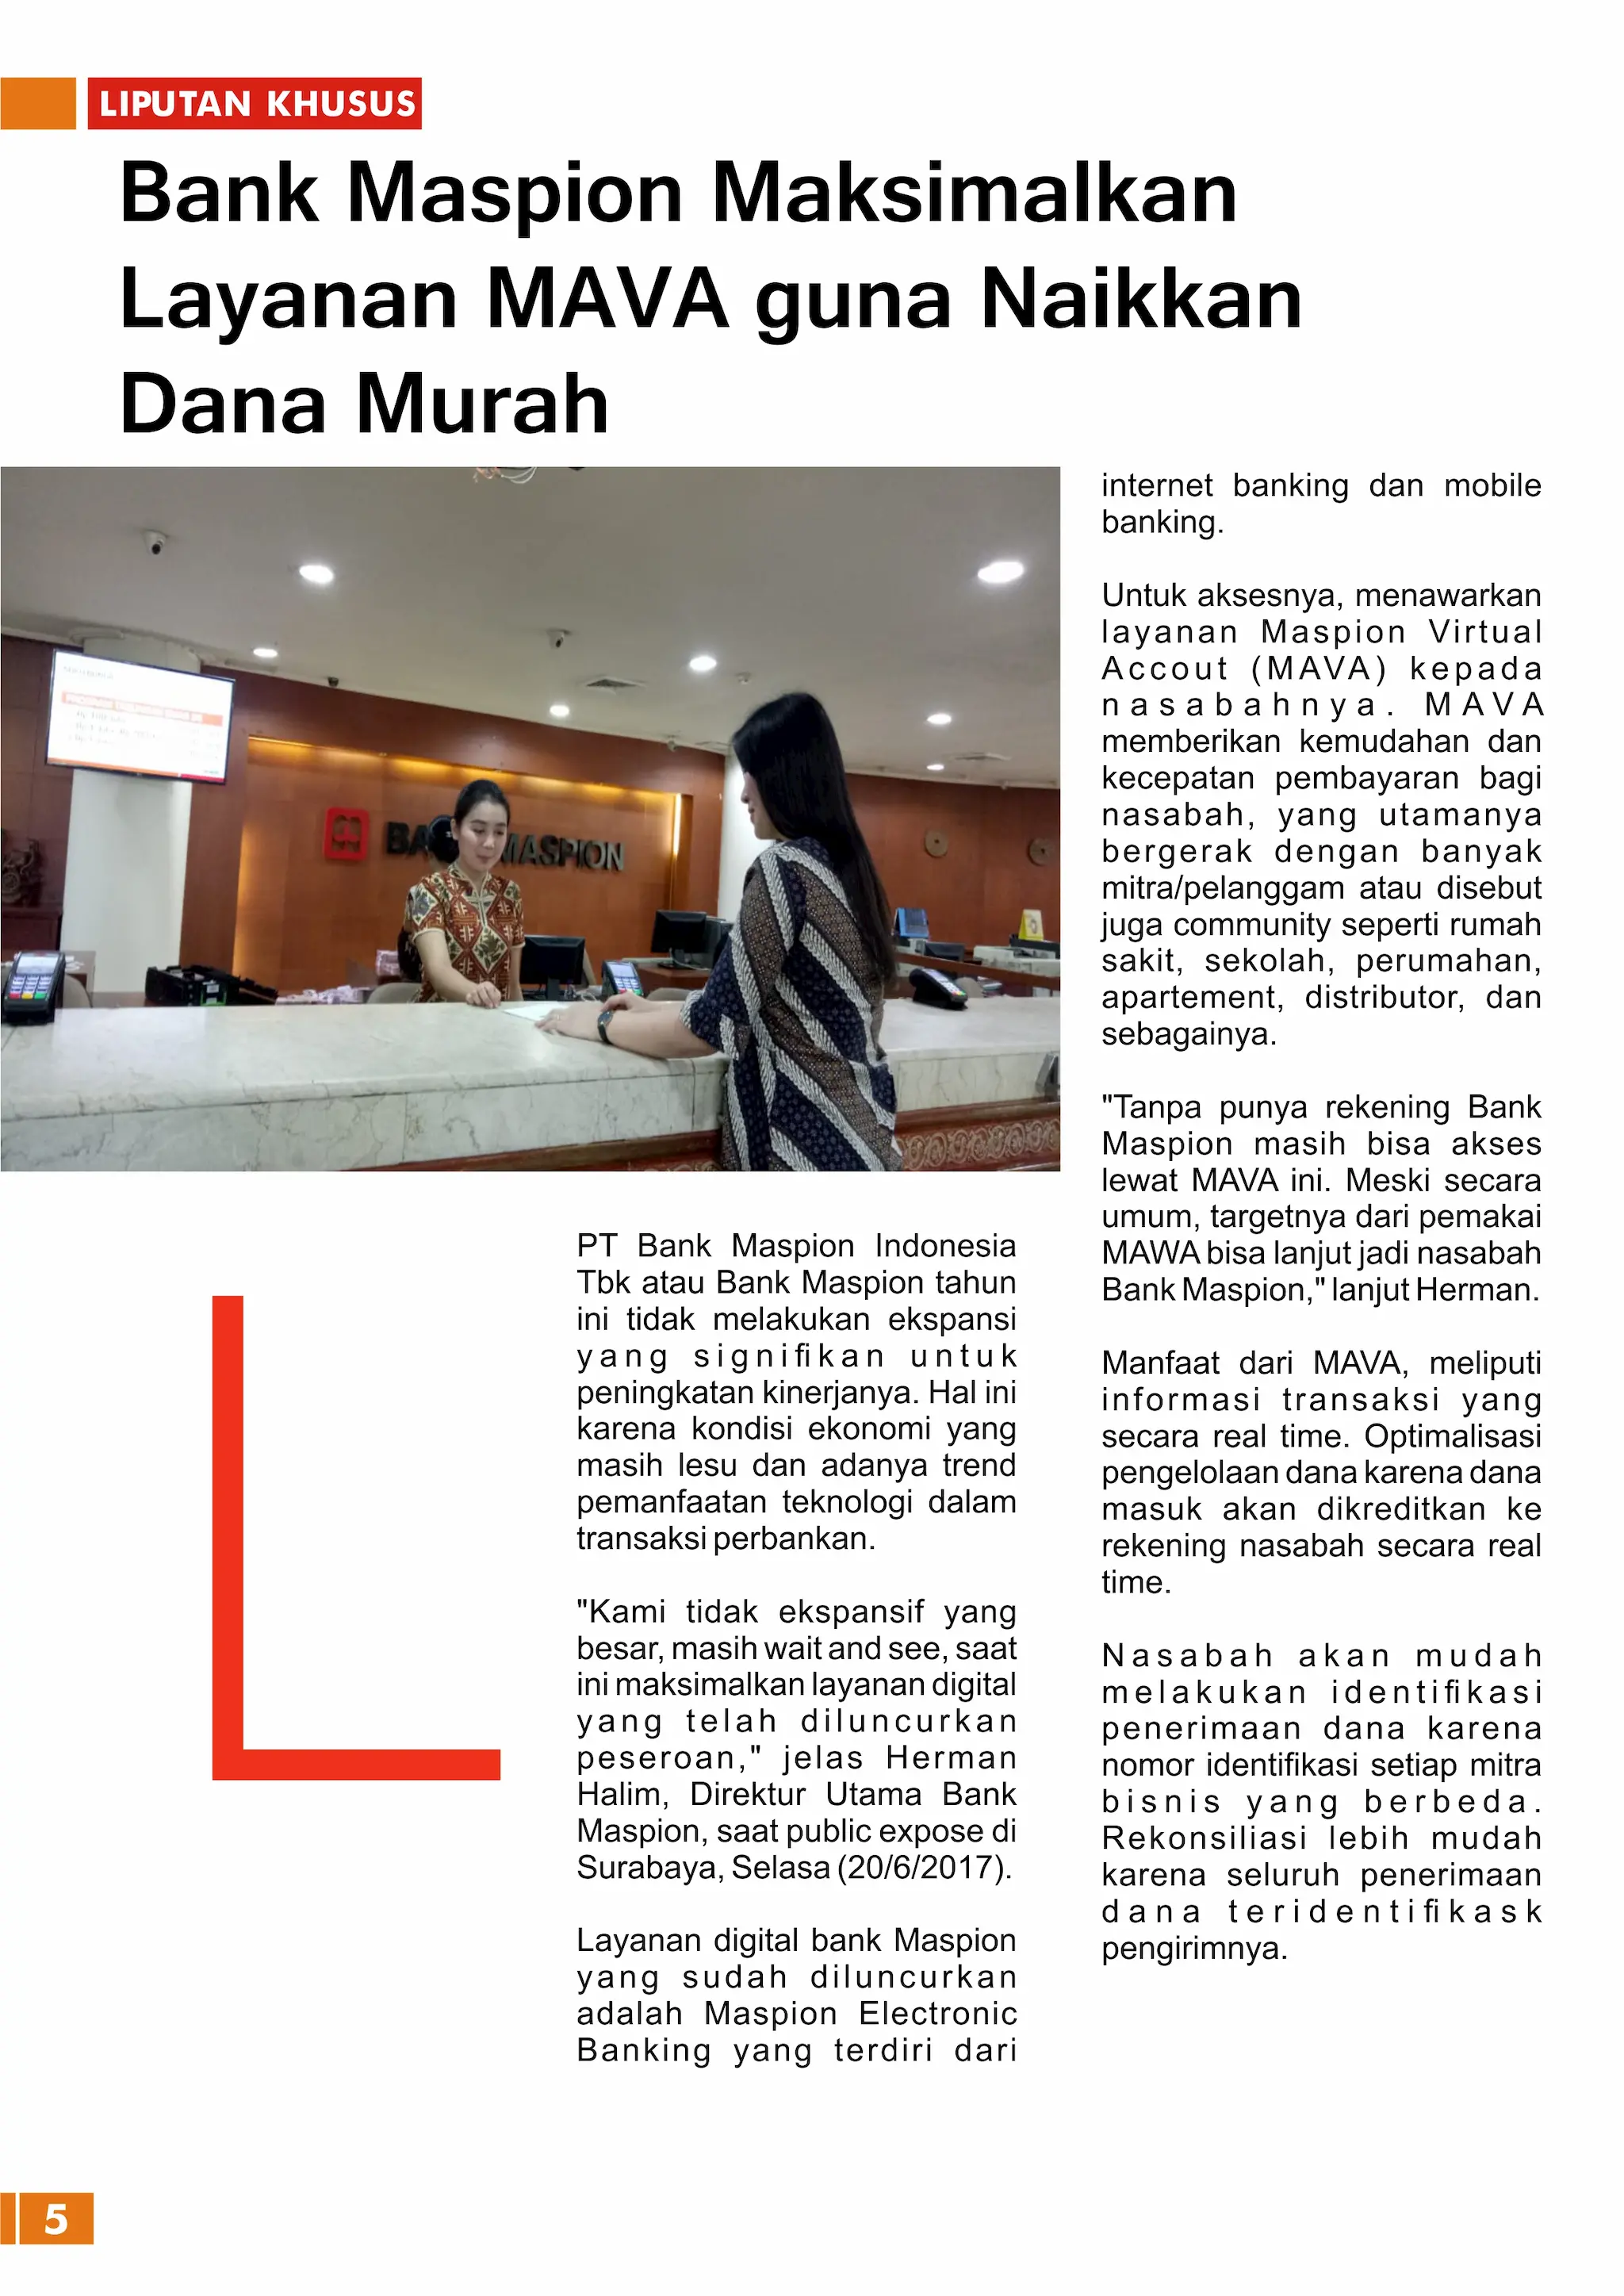 LIPUTAN KHUSUS
Bank Maspion Maksimalkan
Layanan MAVA guna Naikkan
Dana Murah
BANK MASPION
PT Bank Maspion Indonesia
Tbk atau Bank Maspion tahun
ini tidak melakukan ekspansi
yang signifikan untuk
peningkatan kinerjanya. Hal ini
karena kondisi ekonomi yang
masih lesu dan adanya trend
pemanfaatan teknologi dalam
transaksi perbankan.
"Kami tidak ekspansif yang
besar, masih wait and see, saat
ini maksimalkan layanan digital
yang telah diluncurkan
peseroan," jelas Herman
Halim, Direktur Utama Bank
Maspion, saat public expose di
Surabaya, Selasa (20/6/2017).
Layanan digital bank Maspion
yang sudah diluncurkan
adalah Maspion Electronic
Banking yang terdiri dari
internet banking dan mobile
banking.
Untuk aksesnya, menawarkan
layanan Maspion Virtual
Accout (MAVA) kepada
nasabahnya. MAVA
memberikan kemudahan dan
kecepatan pembayaran bagi
nasabah, yang utamanya
bergerak dengan banyak
mitra/pelanggam atau disebut
juga community seperti rumah
sakit, sekolah, perumahan,
apartement, distributor, dan
sebagainya.
"Tanpa punya rekening Bank
Maspion masih bisa akses
lewat MAVA ini. Meski secara
umum, targetnya dari pemakai
MAWA bisa lanjut jadi nasabah
Bank Maspion," lanjut Herman.
Manfaat dari MAVA, meliputi
informasi transaksi yang
secara real time. Optimalisasi
pengelolaan dana karena dana
masuk akan dikreditkan ke
rekening nasabah secara real
time.
Nasabah akan mudah
melakukan identifikasi
penerimaan dana karena
nomor identifikasi setiap mitra
bisnis yang berbeda.
Rekonsiliasi lebih mudah
karena seluruh penerimaan
dana teridentifikask
pengirimnya.
5